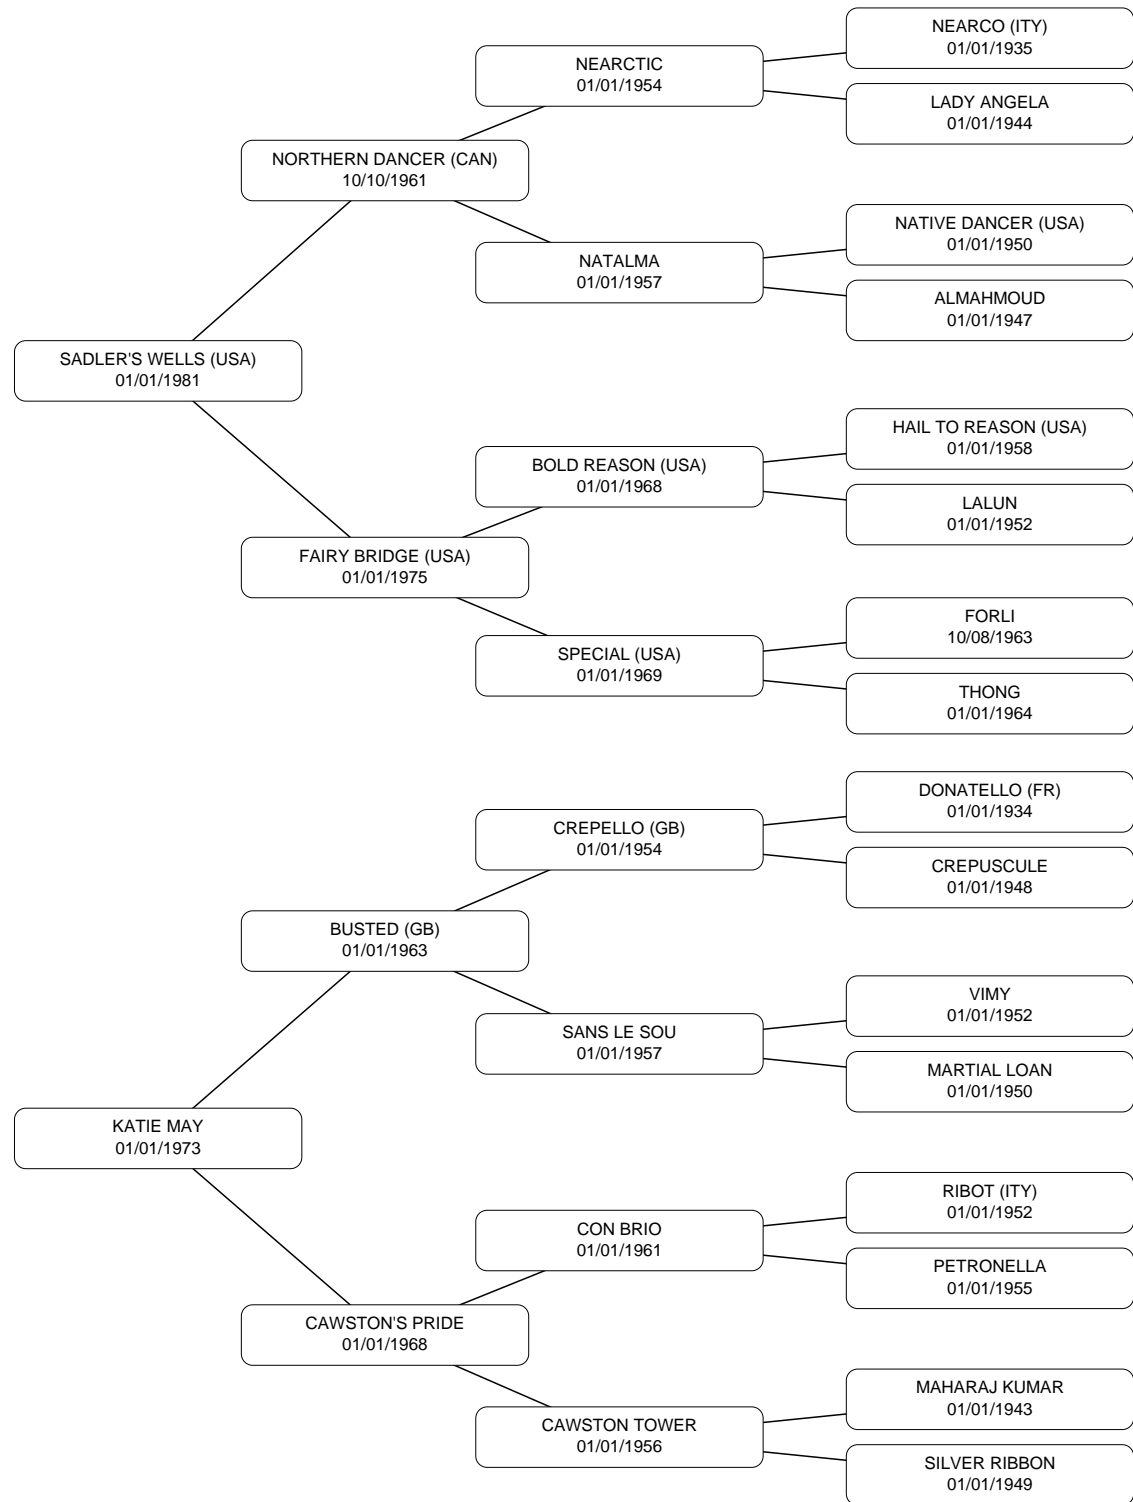 NEARCO (ITY)
01/01/1935
NEARCTIC
01/01/1954
LADY ANGELA
01/01/1944
NORTHERN DANCER (CAN)
10/10/1961
NATIVE DANCER (USA)
01/01/1950
NATALMA
01/01/1957
ALMAHMOUD
01/01/1947
SADLER'S WELLS (USA)
01/01/1981
HAIL TO REASON (USA)
01/01/1958
BOLD REASON (USA)
01/01/1968
LALUN
01/01/1952
FAIRY BRIDGE (USA)
01/01/1975
FORLI
10/08/1963
SPECIAL (USA)
01/01/1969
THONG
01/01/1964
DONATELLO (FR)
01/01/1934
CREPELLO (GB)
01/01/1954
CREPUSCULE
01/01/1948
BUSTED (GB)
01/01/1963
VIMY
01/01/1952
SANS LE SOU
01/01/1957
MARTIAL LOAN
01/01/1950
KATIE MAY
01/01/1973
RIBOT (ITY)
01/01/1952
CON BRIO
01/01/1961
PETRONELLA
01/01/1955
CAWSTON'S PRIDE
01/01/1968
MAHARAJ KUMAR
01/01/1943
CAWSTON TOWER
01/01/1956
SILVER RIBBON
01/01/1949